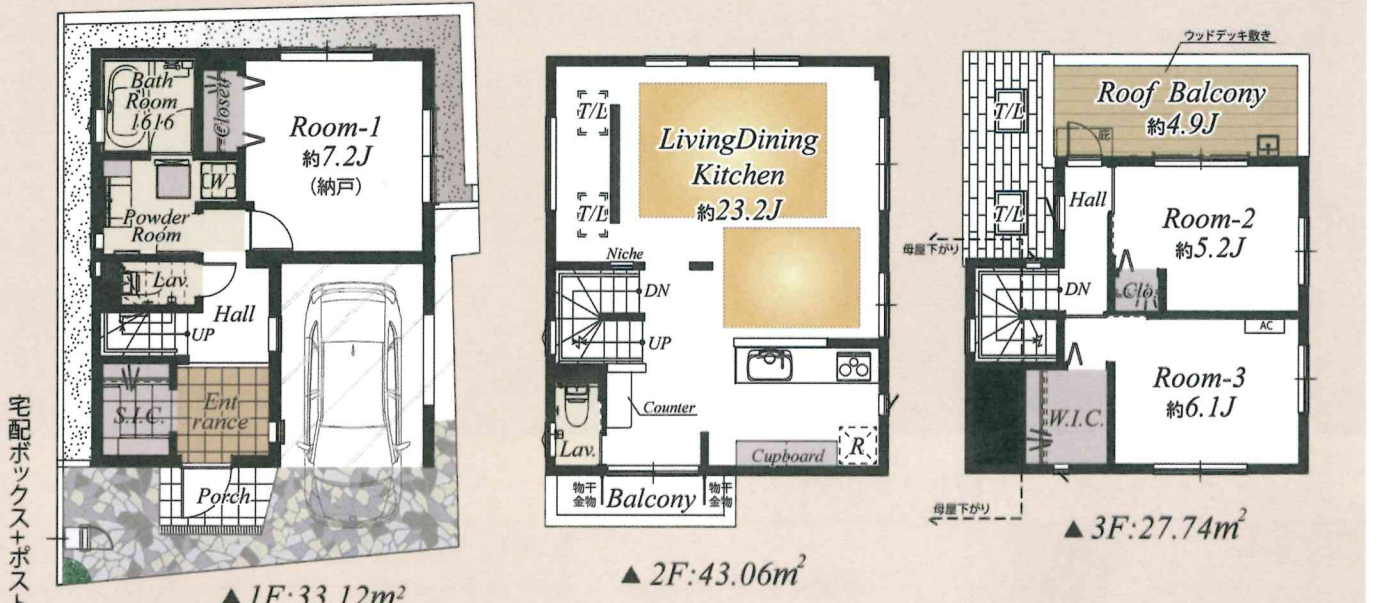 Bath
Room
1616
Closet
Room-1
約7.2J
(納戸)
W
Powder
Room
Lav.
Hall
UP
S.I.C.
Ent
rance
Porch
宅配ボックス+ポスト
▲ 1F:33.12m²
T/L
T/L
LivingDining
Kitchen
約23.2J
Niche
DN
UP
Counter
Lav.
Cupboard
R
物干
金物
Balcony
物干
金物
▲ 2F:43.06m²
ウッドデッキ敷き
Roof Balcony
約4.9J
庇
T/L
T/L
Hall
Room-2
約5.2J
母屋下がり
DN
Clo.
AC
Room-3
約6.1J
W.I.C.
母屋下がり
▲ 3F:27.74m²